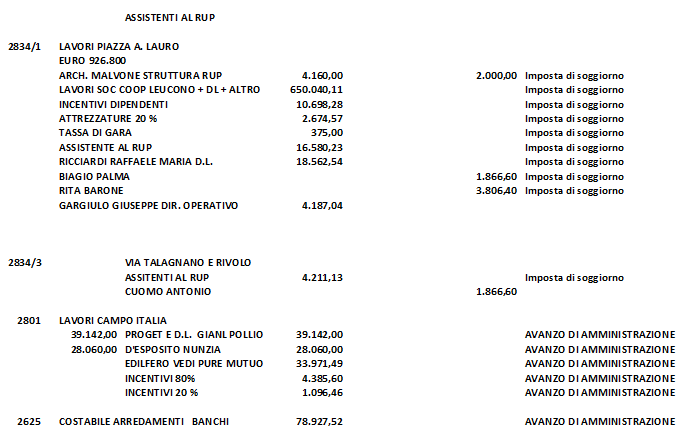 ASSISTENTI AL RUP
2834/1 LAVORI PIAZZA A. LAURO
EURO 926.800
ARCH. MALVONE STRUTTURA RUP 4.160,00 2.000,00 Imposta di soggiorno
LAVORI SOC COOP LEUCONO + DL + ALTRO 650.040,11 Imposta di soggiorno
INCENTIVI DIPENDENTI 10.698,28 Imposta di soggiorno
ATTREZZATURE 20 % 2.674,57 Imposta di soggiorno
TASSA DI GARA 375,00 Imposta di soggiorno
ASSISTENTE AL RUP 16.580,23 Imposta di soggiorno
RICCIARDI RAFFAELE MARIA D.L. 18.562,54 Imposta di soggiorno
BIAGIO PALMA 1.866,60 Imposta di soggiorno
RITA BARONE 3.806,40 Imposta di soggiorno
GARGIULO GIUSEPPE DIR. OPERATIVO 4.187,04
2834/3 VIA TALAGNANO E RIVOLO
ASSITENTI AL RUP 4.211,13 Imposta di soggiorno
CUOMO ANTONIO 1.866,60
2801 LAVORI CAMPO ITALIA
39.142,00 PROGET E D.L. GIANL POLLIO 39.142,00 AVANZO DI AMMINISTRAZIONE
28.060,00 D'ESPOSITO NUNZIA 28.060,00 AVANZO DI AMMINISTRAZIONE
EDILFERO VEDI PURE MUTUO 33.971,49 AVANZO DI AMMINISTRAZIONE
INCENTIVI 80% 4.385,60 AVANZO DI AMMINISTRAZIONE
INCENTIVI 20 % 1.096,46 AVANZO DI AMMINISTRAZIONE
2625 COSTABILE ARREDAMENTI BANCHI 78.927,52 AVANZO DI AMMINISTRAZIONE